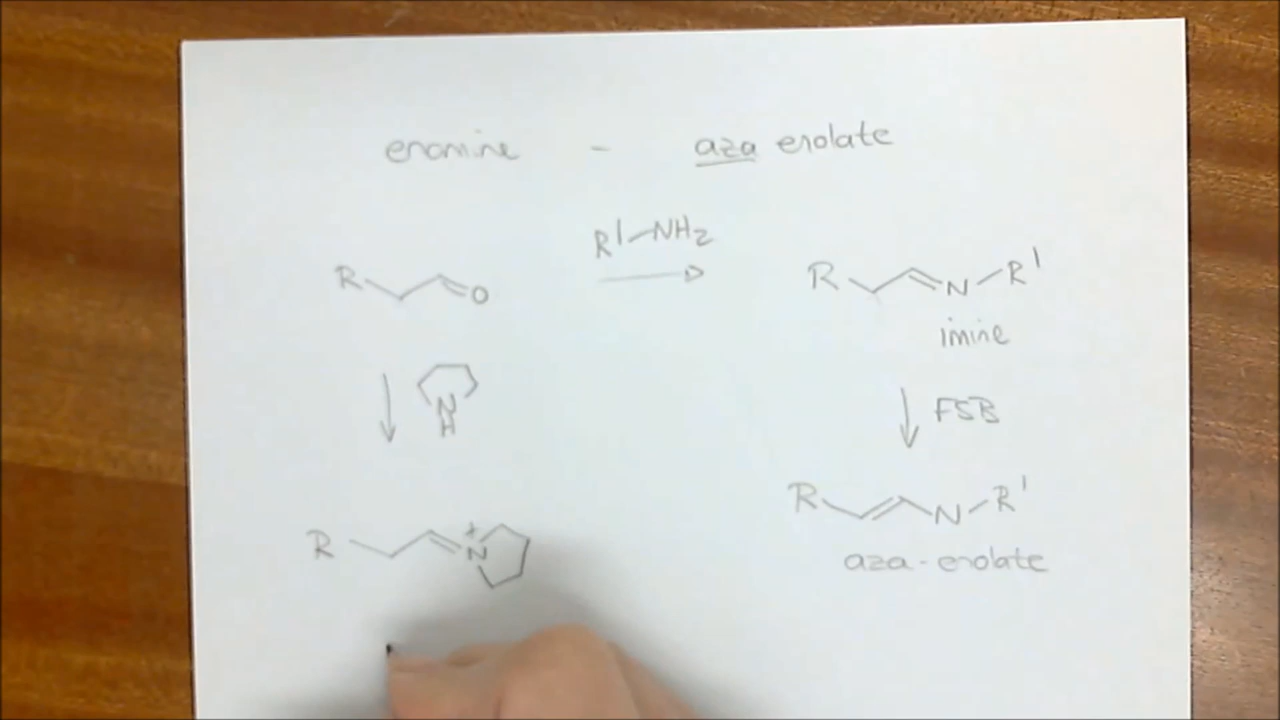 enamine - aza enolate
R'-NH2
R O R N R'
imine
N
H
FSB
R N R'
R N+
aza-enolate